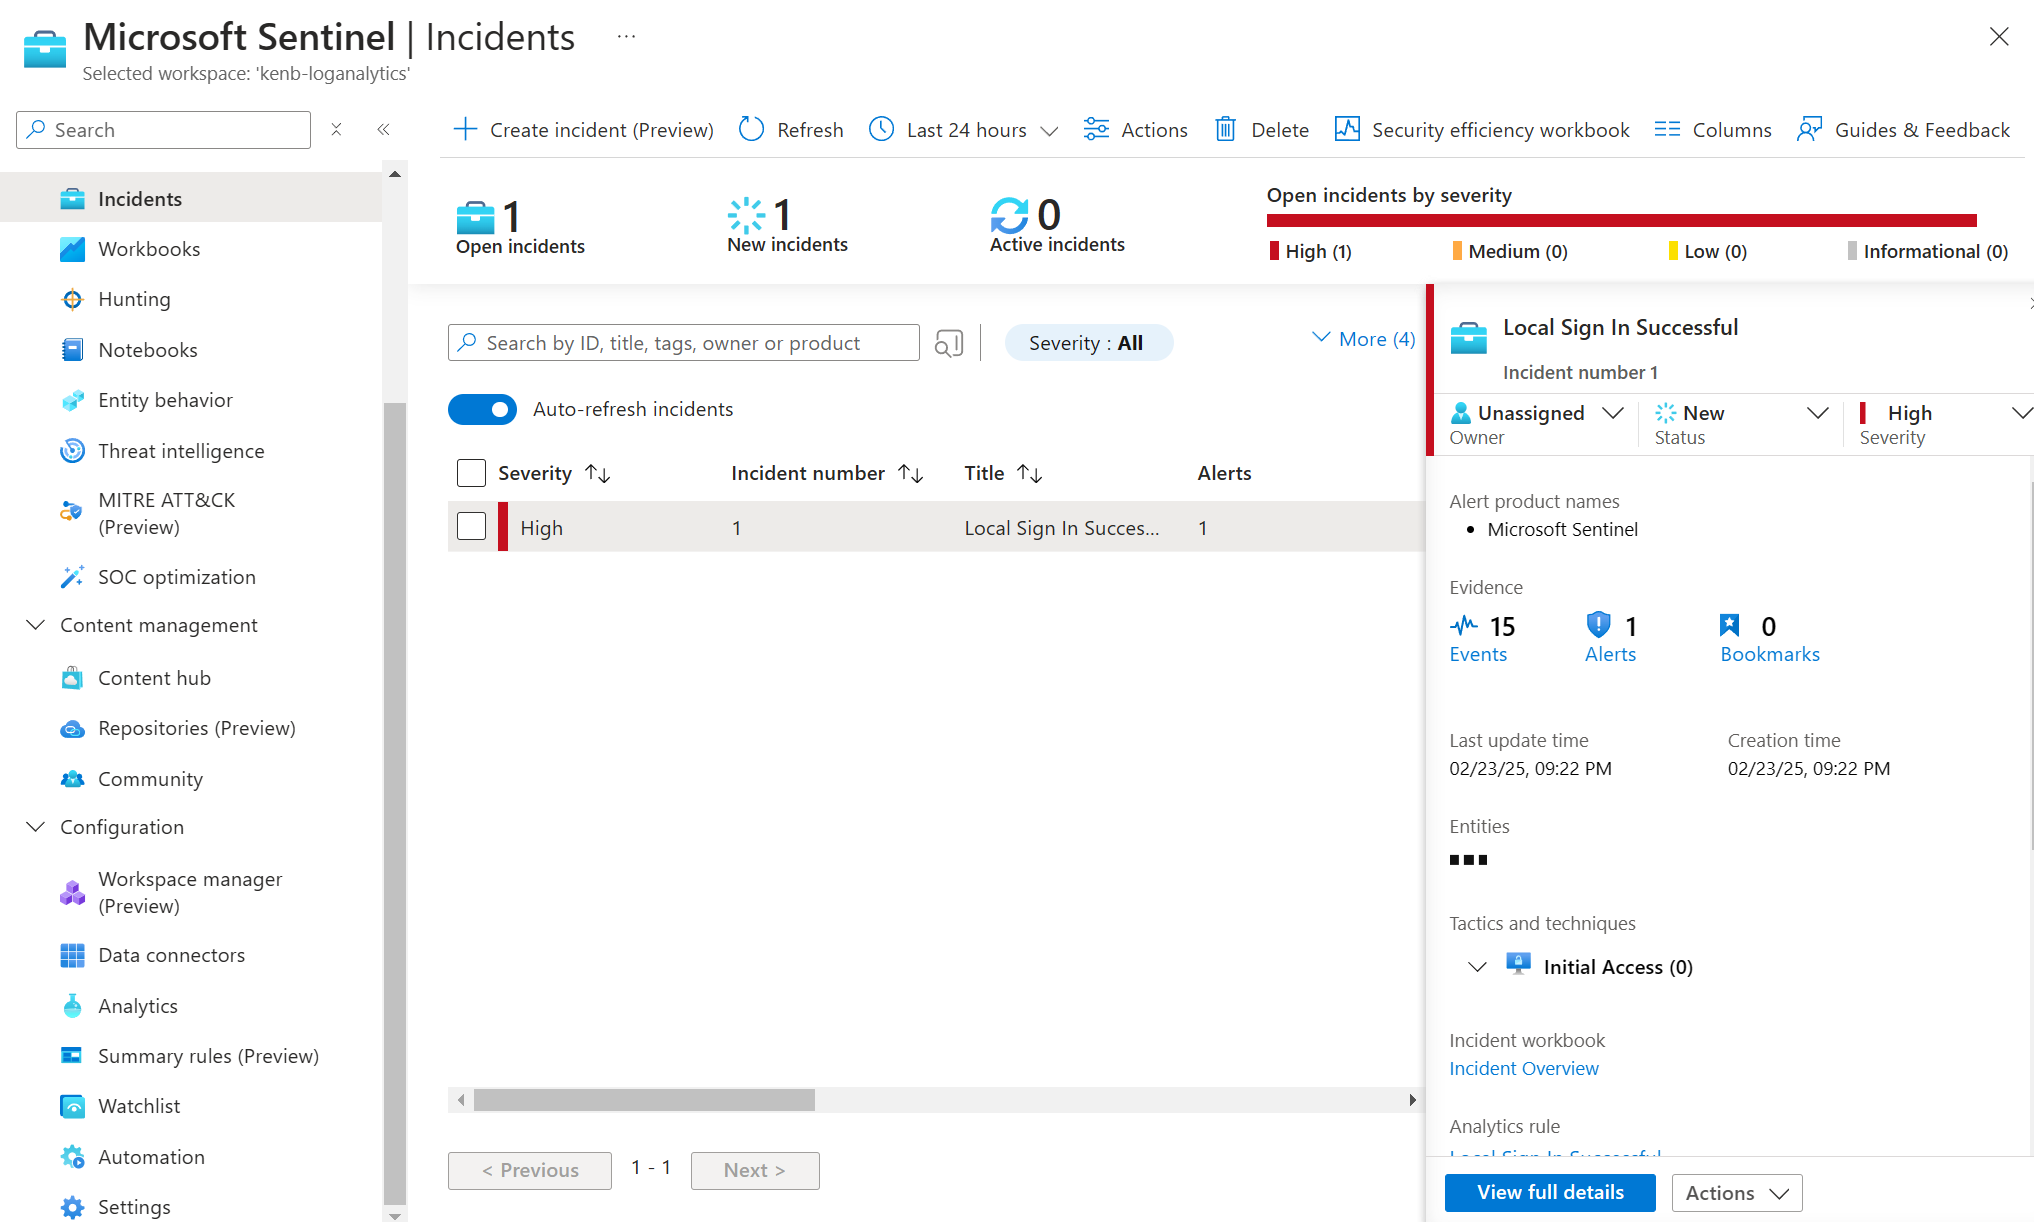 Microsoft Sentinel | Incidents ...
Selected workspace: 'kenb-loganalytics'
Search
Create incident (Preview) Refresh Last 24 hours Actions Delete Security efficiency workbook Columns Guides & Feedback
Incidents
Workbooks
Hunting
Notebooks
Entity behavior
Threat intelligence
MITRE ATT&CK
(Preview)
SOC optimization
Content management
Content hub
Repositories (Preview)
Community
Configuration
Workspace manager
(Preview)
Data connectors
Analytics
Summary rules (Preview)
Watchlist
Automation
Settings
1
Open incidents
1
New incidents
0
Active incidents
Open incidents by severity
High (1) Medium (0) Low (0) Informational (0)
Search by ID, title, tags, owner or product
Severity : All
More (4)
Auto-refresh incidents
Severity Incident number Title Alerts
High 1 Local Sign In Succes... 1
< Previous 1 - 1 Next >
Local Sign In Successful
Incident number 1
Unassigned New High
Owner Status Severity
Alert product names
• Microsoft Sentinel
Evidence
15 1 0
Events Alerts Bookmarks
Last update time Creation time
02/23/25, 09:22 PM 02/23/25, 09:22 PM
Entities
Tactics and techniques
Initial Access (0)
Incident workbook
Incident Overview
Analytics rule
Local Sign In Successful
View full details Actions